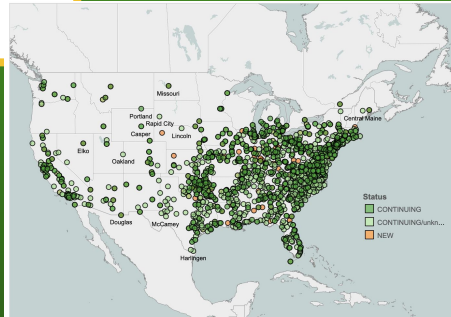 Missouri
Portland
Rapid City
Central Maine
Casper
Lincoln
Elko
Oakland
Status
CONTINUING
CONTINUING/unkn...
NEW
Douglas
McCamey
Harlingen